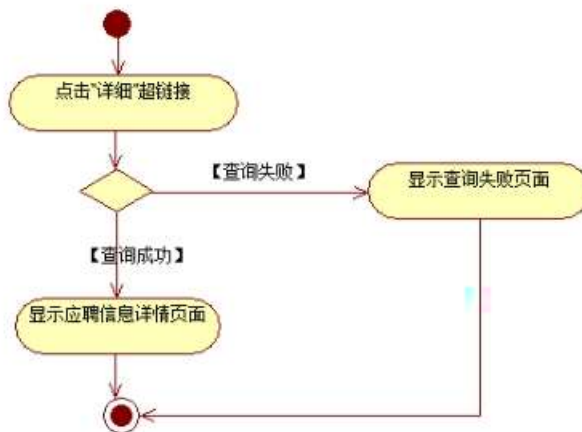 点击"详细"超链接
【查询失败】
显示查询失败页面
【查询成功】
显示应聘信息详情页面